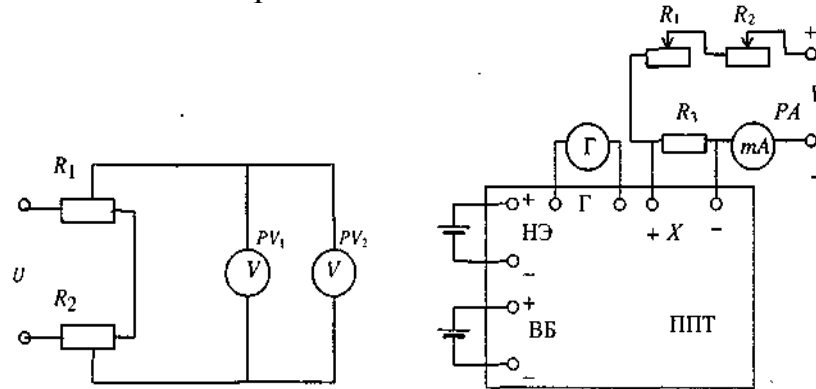 R₁
R₂
U
PV₁
V
PV₂
V
R₁
R₂
+
R₃
PA
mA
−
Г
Г
+ X −
+
НЭ
−
+
ВБ
−
ППТ